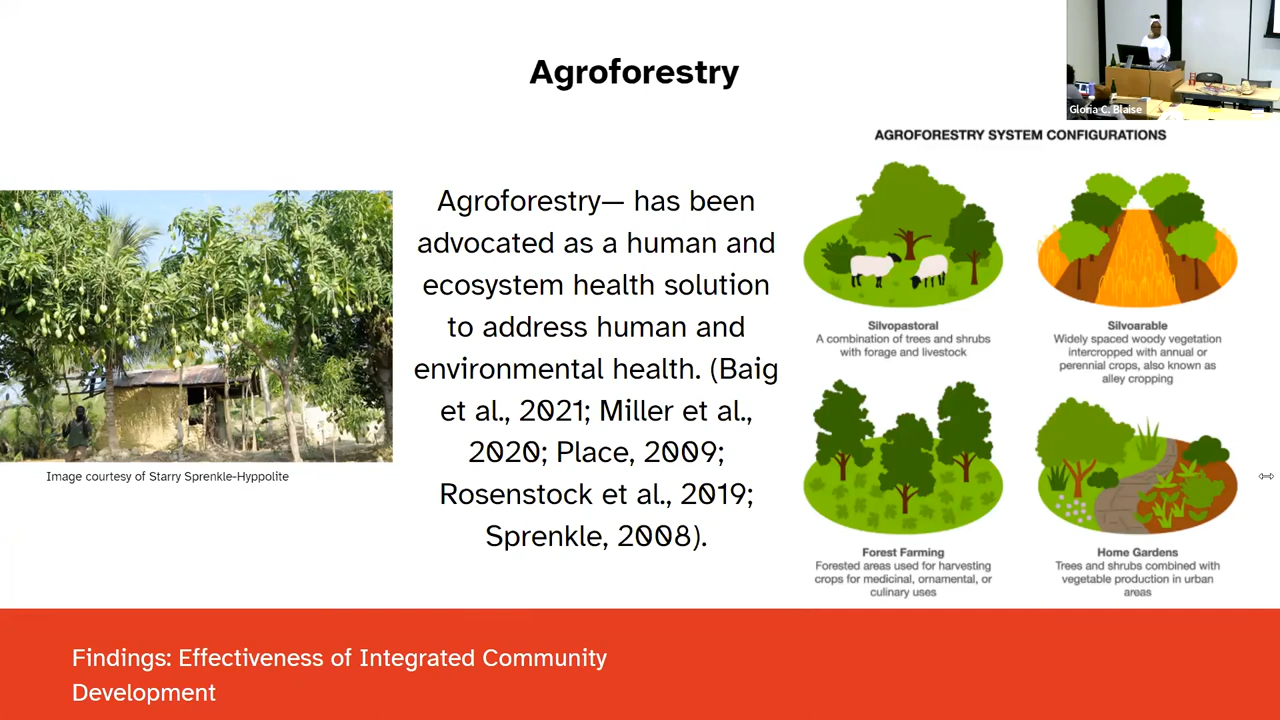 Agroforestry
Gloria C. Blaise
Image courtesy of Starry Sprenkle-Hyppolite
Agroforestry— has been
advocated as a human and
ecosystem health solution
to address human and
environmental health. (Baig
et al., 2021; Miller et al.,
2020; Place, 2009;
Rosenstock et al., 2019;
Sprenkle, 2008).
AGROFORESTRY SYSTEM CONFIGURATIONS
Silvopastoral
A combination of trees and shrubs
with forage and livestock
Silvoarable
Widely spaced woody vegetation
intercropped with annual or
perennial crops, also known as
alley cropping
Forest Farming
Forested areas used for harvesting
crops for medicinal, ornamental, or
culinary uses
Home Gardens
Trees and shrubs combined with
vegetable production in urban
areas
Findings: Effectiveness of Integrated Community
Development